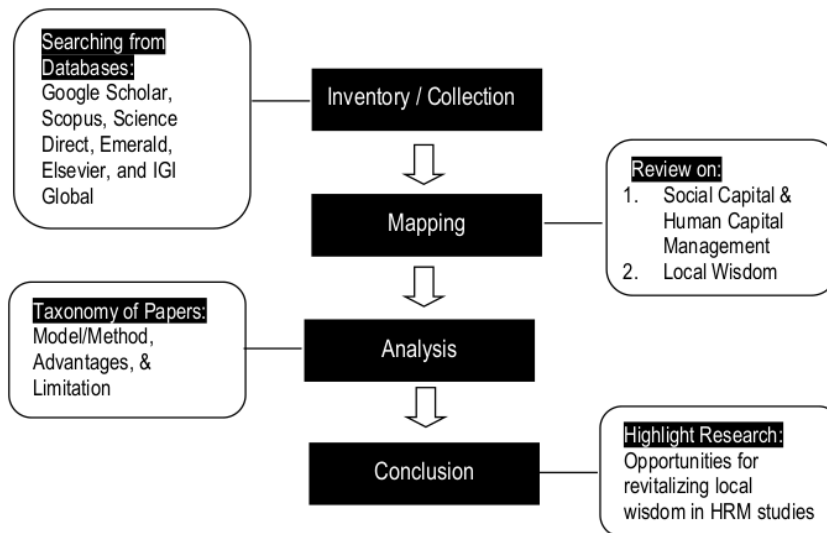 Searching from
Databases:
Google Scholar,
Scopus, Science
Direct, Emerald,
Elsevier, and IGI
Global
Inventory / Collection
Mapping
Review on:
1. Social Capital &
Human Capital
Management
2. Local Wisdom
Taxonomy of Papers:
Model/Method,
Advantages, &
Limitation
Analysis
Conclusion
Highlight Research:
Opportunities for
revitalizing local
wisdom in HRM studies